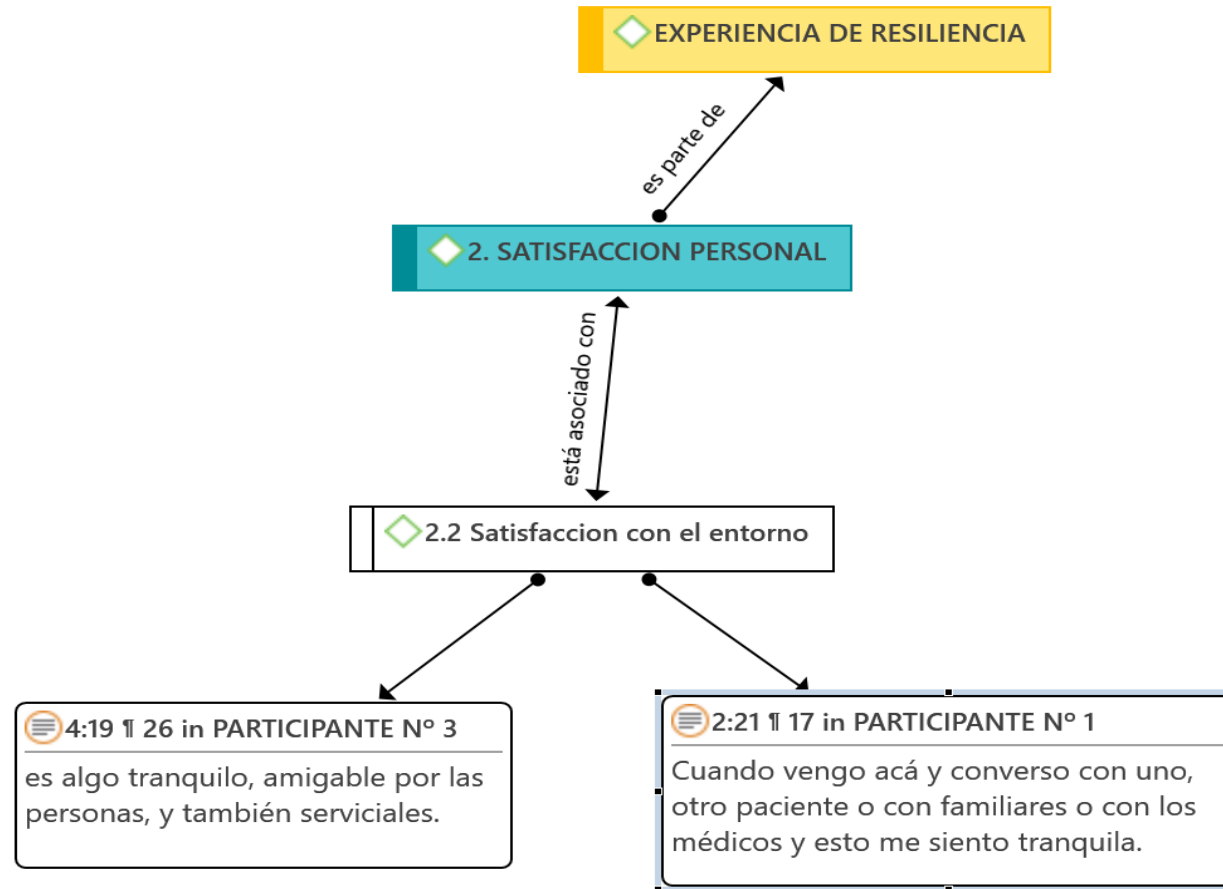 EXPERIENCIA DE RESILIENCIA
es parte de
2. SATISFACCION PERSONAL
está asociado con
2.2 Satisfaccion con el entorno
4:19 ¶ 26 in PARTICIPANTE Nº 3
es algo tranquilo, amigable por las
personas, y también serviciales.
2:21 ¶ 17 in PARTICIPANTE Nº 1
Cuando vengo acá y converso con uno,
otro paciente o con familiares o con los
médicos y esto me siento tranquila.